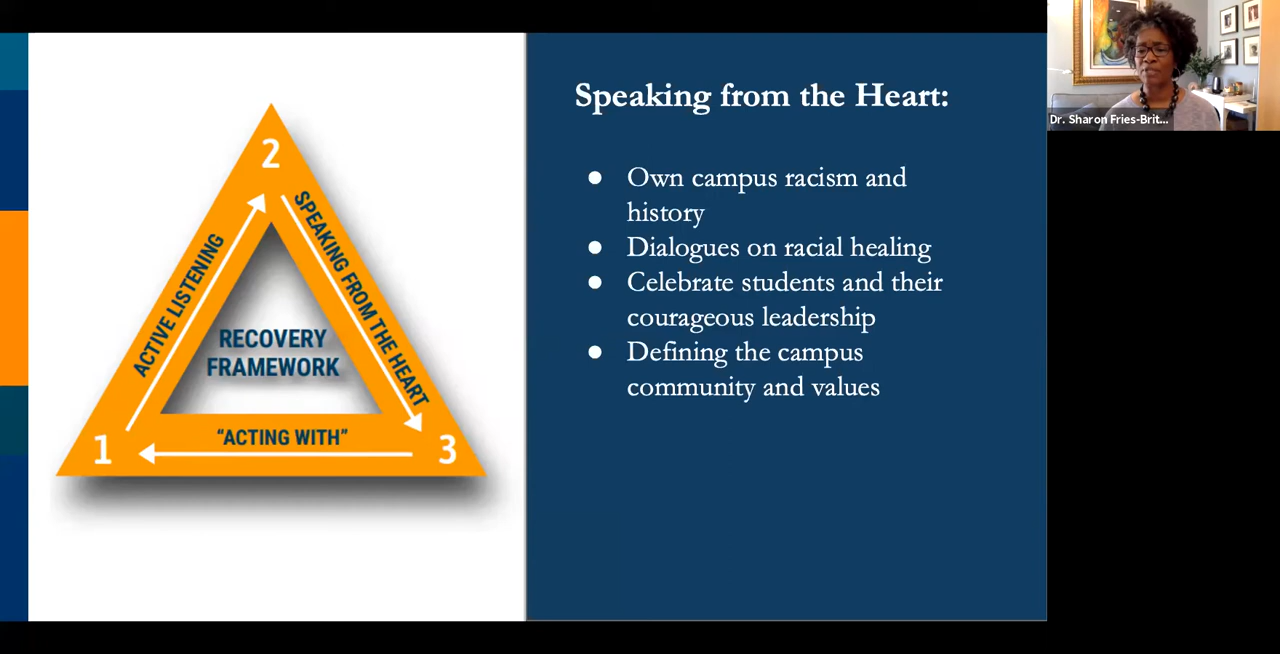 2
ACTIVE LISTENING
SPEAKING FROM THE HEART
RECOVERY
FRAMEWORK
1
“ACTING WITH”
3
Speaking from the Heart:
● Own campus racism and
history
● Dialogues on racial healing
● Celebrate students and their
courageous leadership
● Defining the campus
community and values
Dr. Sharon Fries-Brit...